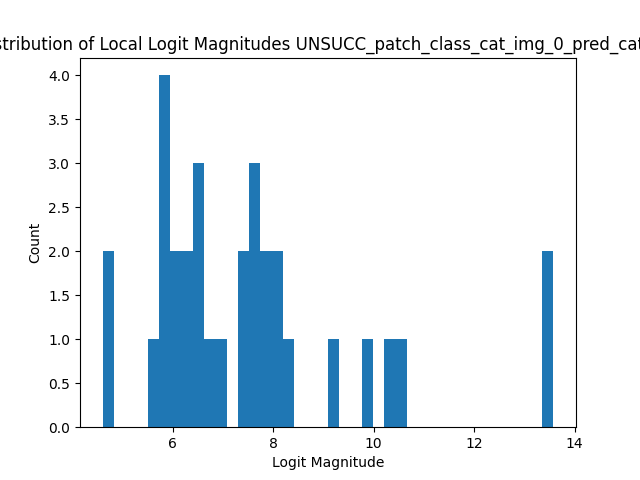 stribution of Local Logit Magnitudes UNSUCC_patch_class_cat_img_0_pred_cat
4.0
3.5
3.0
2.5
2.0
1.5
1.0
0.5
0.0
Count
6 8 10 12 14
Logit Magnitude